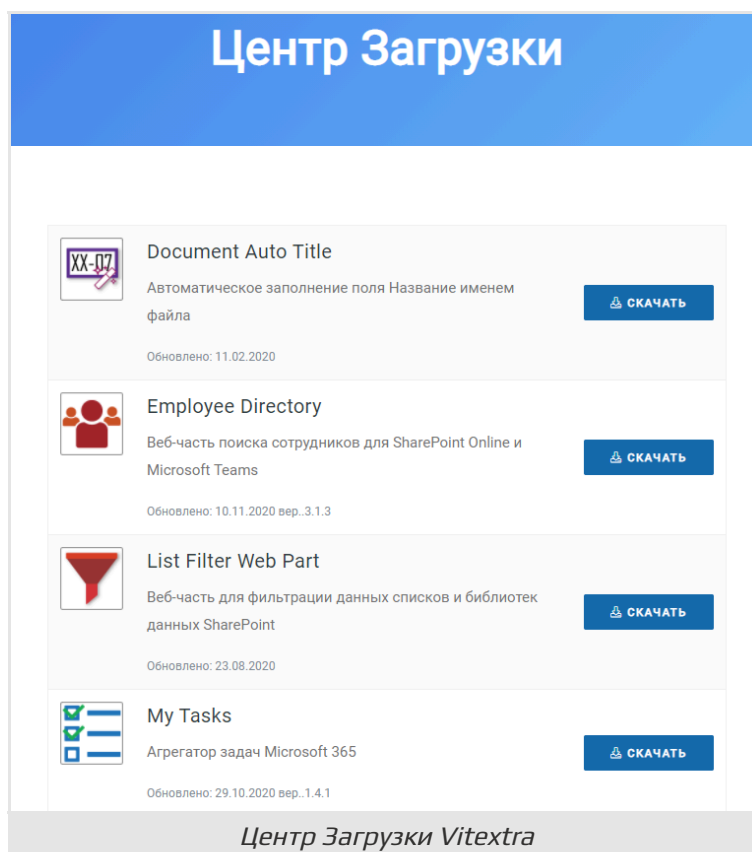 Центр Загрузки
XX-07
Document Auto Title
Автоматическое заполнение поля Название именем
файла
Обновлено: 11.02.2020
СКАЧАТЬ
Employee Directory
Веб-часть поиска сотрудников для SharePoint Online и
Microsoft Teams
Обновлено: 10.11.2020 вер..3.1.3
СКАЧАТЬ
List Filter Web Part
Веб-часть для фильтрации данных списков и библиотек
данных SharePoint
Обновлено: 23.08.2020
СКАЧАТЬ
My Tasks
Агрегатор задач Microsoft 365
Обновлено: 29.10.2020 вер..1.4.1
СКАЧАТЬ
Центр Загрузки Vitextra